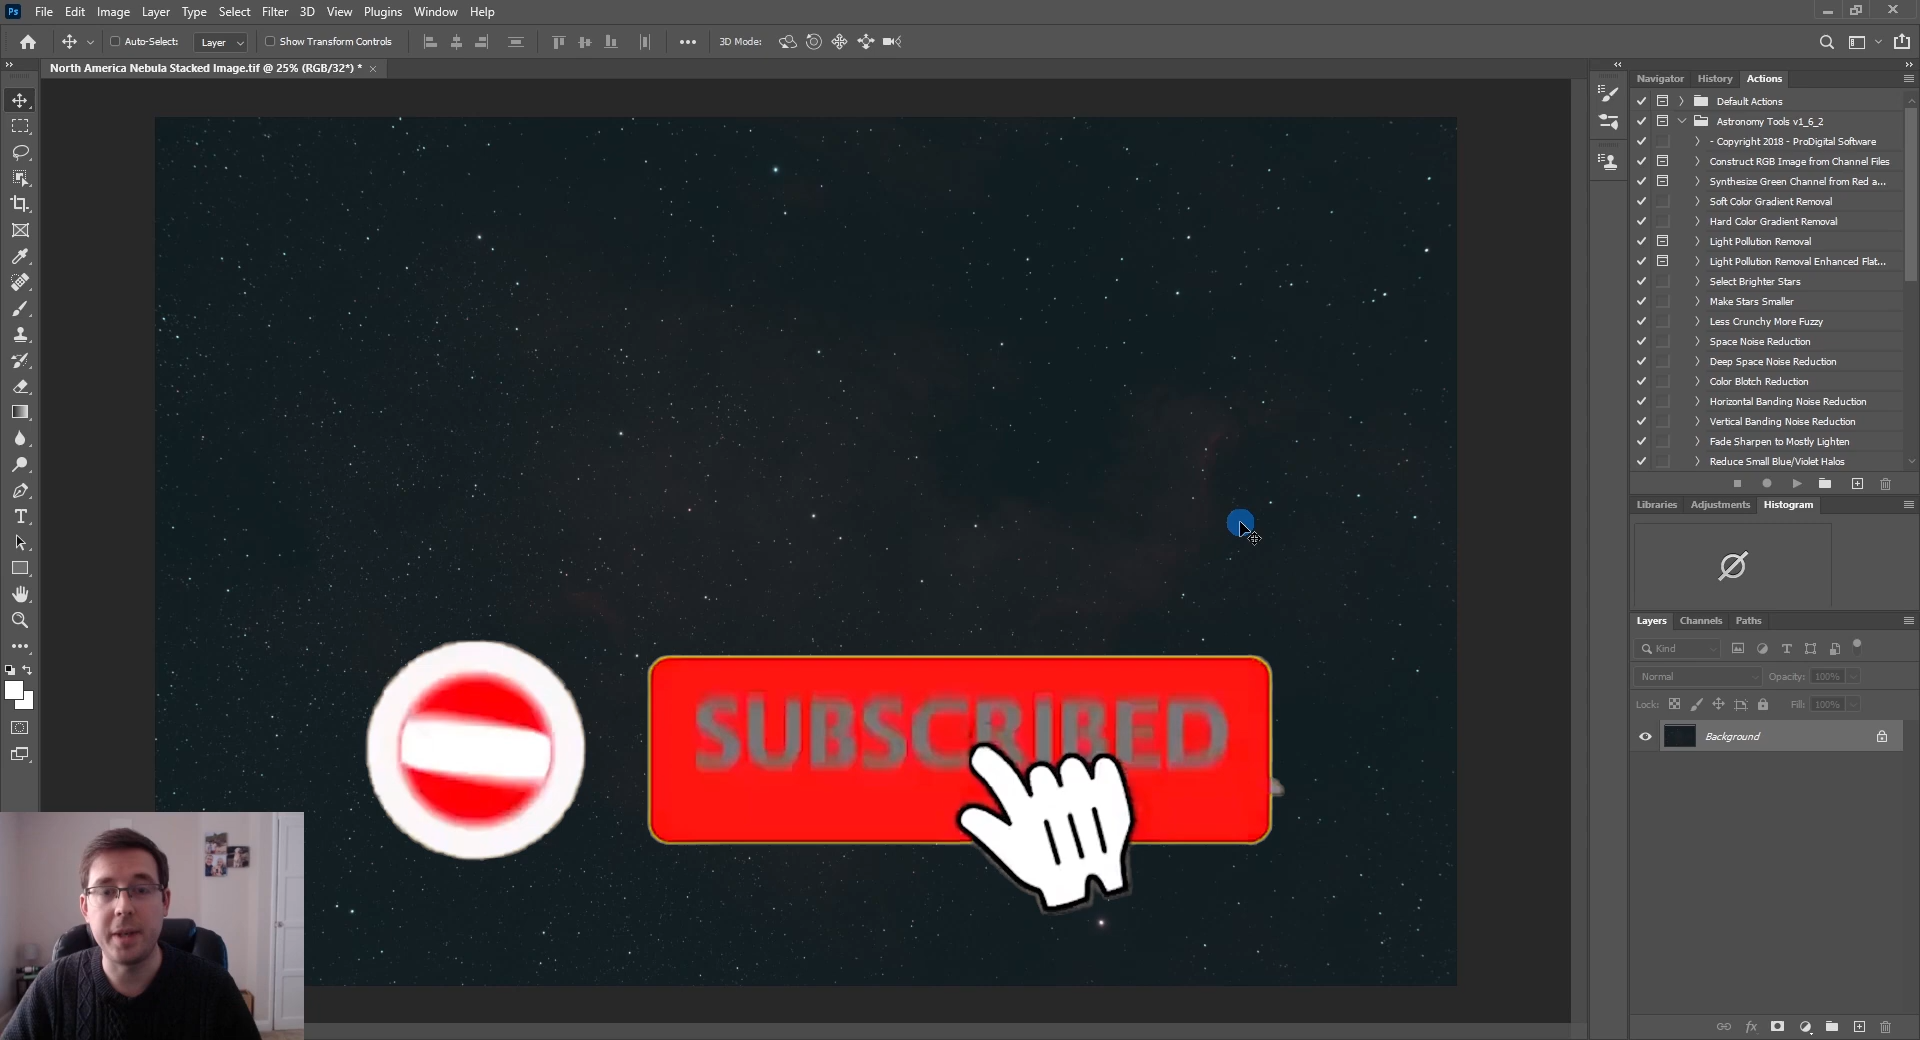 Ps File Edit Image Layer Type Select Filter 3D View Plugins Window Help
Auto-Select: Layer Show Transform Controls 3D Mode:
North America Nebula Stacked Image.tif @ 25% (RGB/32*) *
Navigator History Actions
Default Actions
Astronomy Tools v1_6_2
- Copyright 2018 - ProDigital Software
Construct RGB Image from Channel Files
Synthesize Green Channel from Red a...
Soft Color Gradient Removal
Hard Color Gradient Removal
Light Pollution Removal
Light Pollution Removal Enhanced Flat...
Select Brighter Stars
Make Stars Smaller
Less Crunchy More Fuzzy
Space Noise Reduction
Deep Space Noise Reduction
Color Blotch Reduction
Horizontal Banding Noise Reduction
Vertical Banding Noise Reduction
Fade Sharpen to Mostly Lighten
Reduce Small Blue/Violet Halos
Libraries Adjustments Histogram
Layers Channels Paths
Kind
Normal Opacity: 100%
Lock: Fill: 100%
Background
SUBSCRIBED